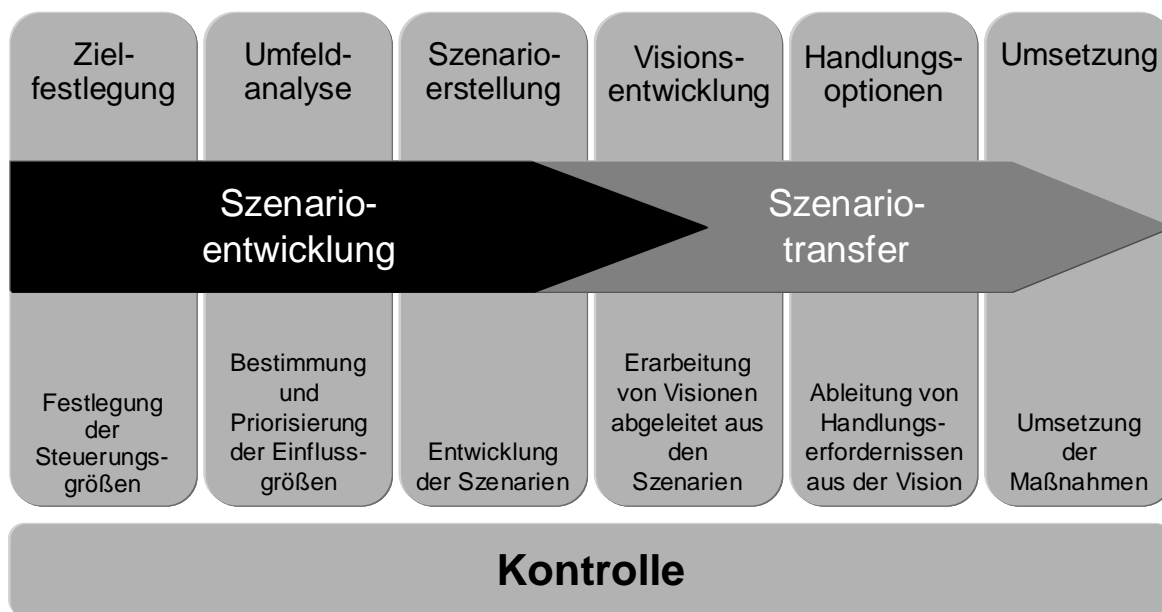 Ziel-
festlegung
Umfeld-
analyse
Szenario-
erstellung
Visions-
entwicklung
Handlungs-
optionen
Umsetzung
Szenario-
entwicklung
Szenario-
transfer
Festlegung
der
Steuerungs-
größen
Bestimmung
und
Priorisierung
der Einfluss-
größen
Entwicklung
der Szenarien
Erarbeitung
von Visionen
abgeleitet aus
den
Szenarien
Ableitung von
Handlungs-
erfordernissen
aus der Vision
Umsetzung
der
Maßnahmen
Kontrolle